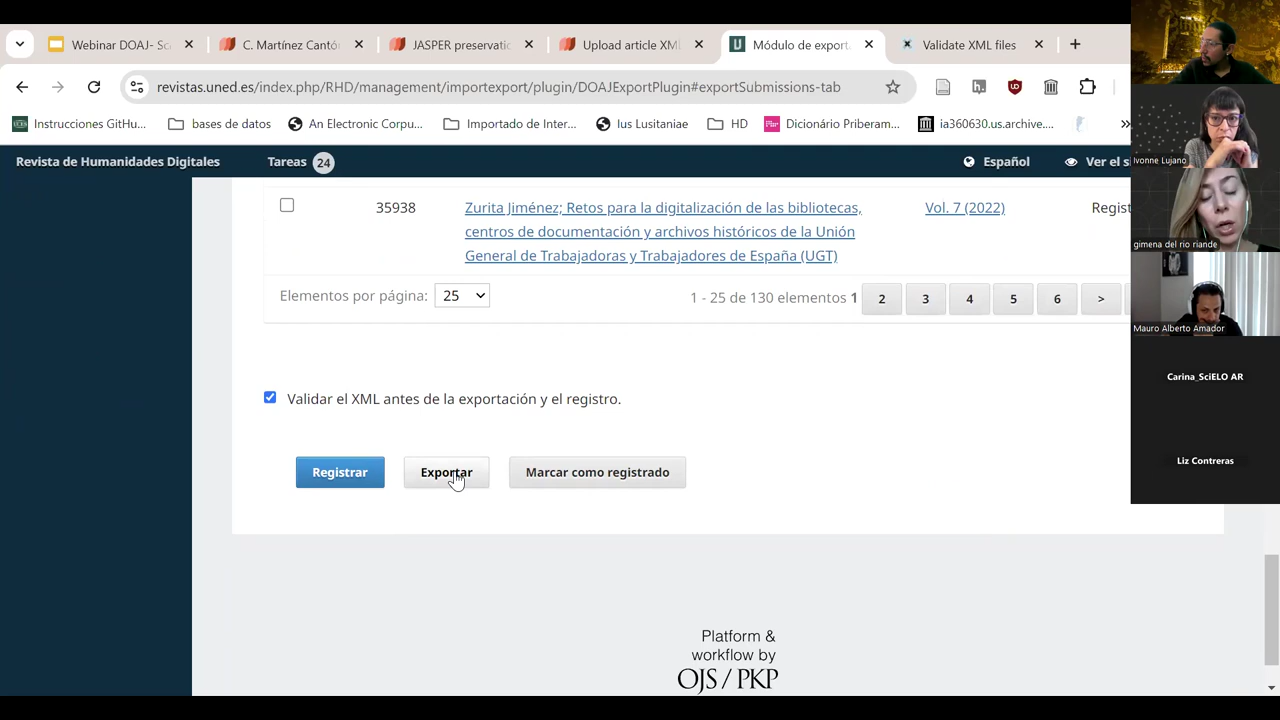 Webinar DOAJ- Sc
C. Martínez Cantó
JASPER preservatio
Upload article XML
Módulo de export
Validate XML files
revistas.uned.es/index.php/RHD/management/importexport/plugin/DOAJExportPlugin#exportSubmissions-tab
Instrucciones GitHu...
bases de datos
An Electronic Corpu...
Importado de Inter...
Ius Lusitaniae
HD
Dicionário Priberam...
ia360630.us.archive....
Revista de Humanidades Digitales
Tareas 24
Español
Ver el si
35938
Zurita Jiménez; Retos para la digitalización de las bibliotecas,
centros de documentación y archivos históricos de la Unión
General de Trabajadoras y Trabajadores de España (UGT)
Vol. 7 (2022)
Regist
Elementos por página: 25
1 - 25 de 130 elementos 1 2 3 4 5 6 >
Validar el XML antes de la exportación y el registro.
Registrar
Exportar
Marcar como registrado
Platform &
workflow by
OJS / PKP
Ivonne Lujano
gimena del rio riande
Mauro Alberto Amador
Carina_SciELO AR
Liz Contreras